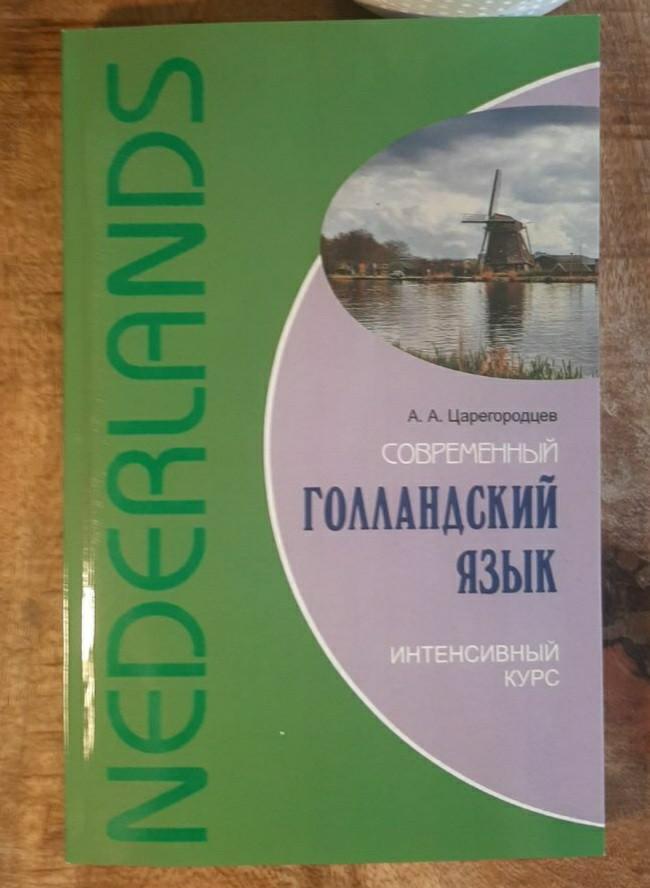 NEDERLANDS
А. А. Царегородцев
СОВРЕМЕННЫЙ
ГОЛЛАНДСКИЙ
ЯЗЫК
ИНТЕНСИВНЫЙ
КУРС